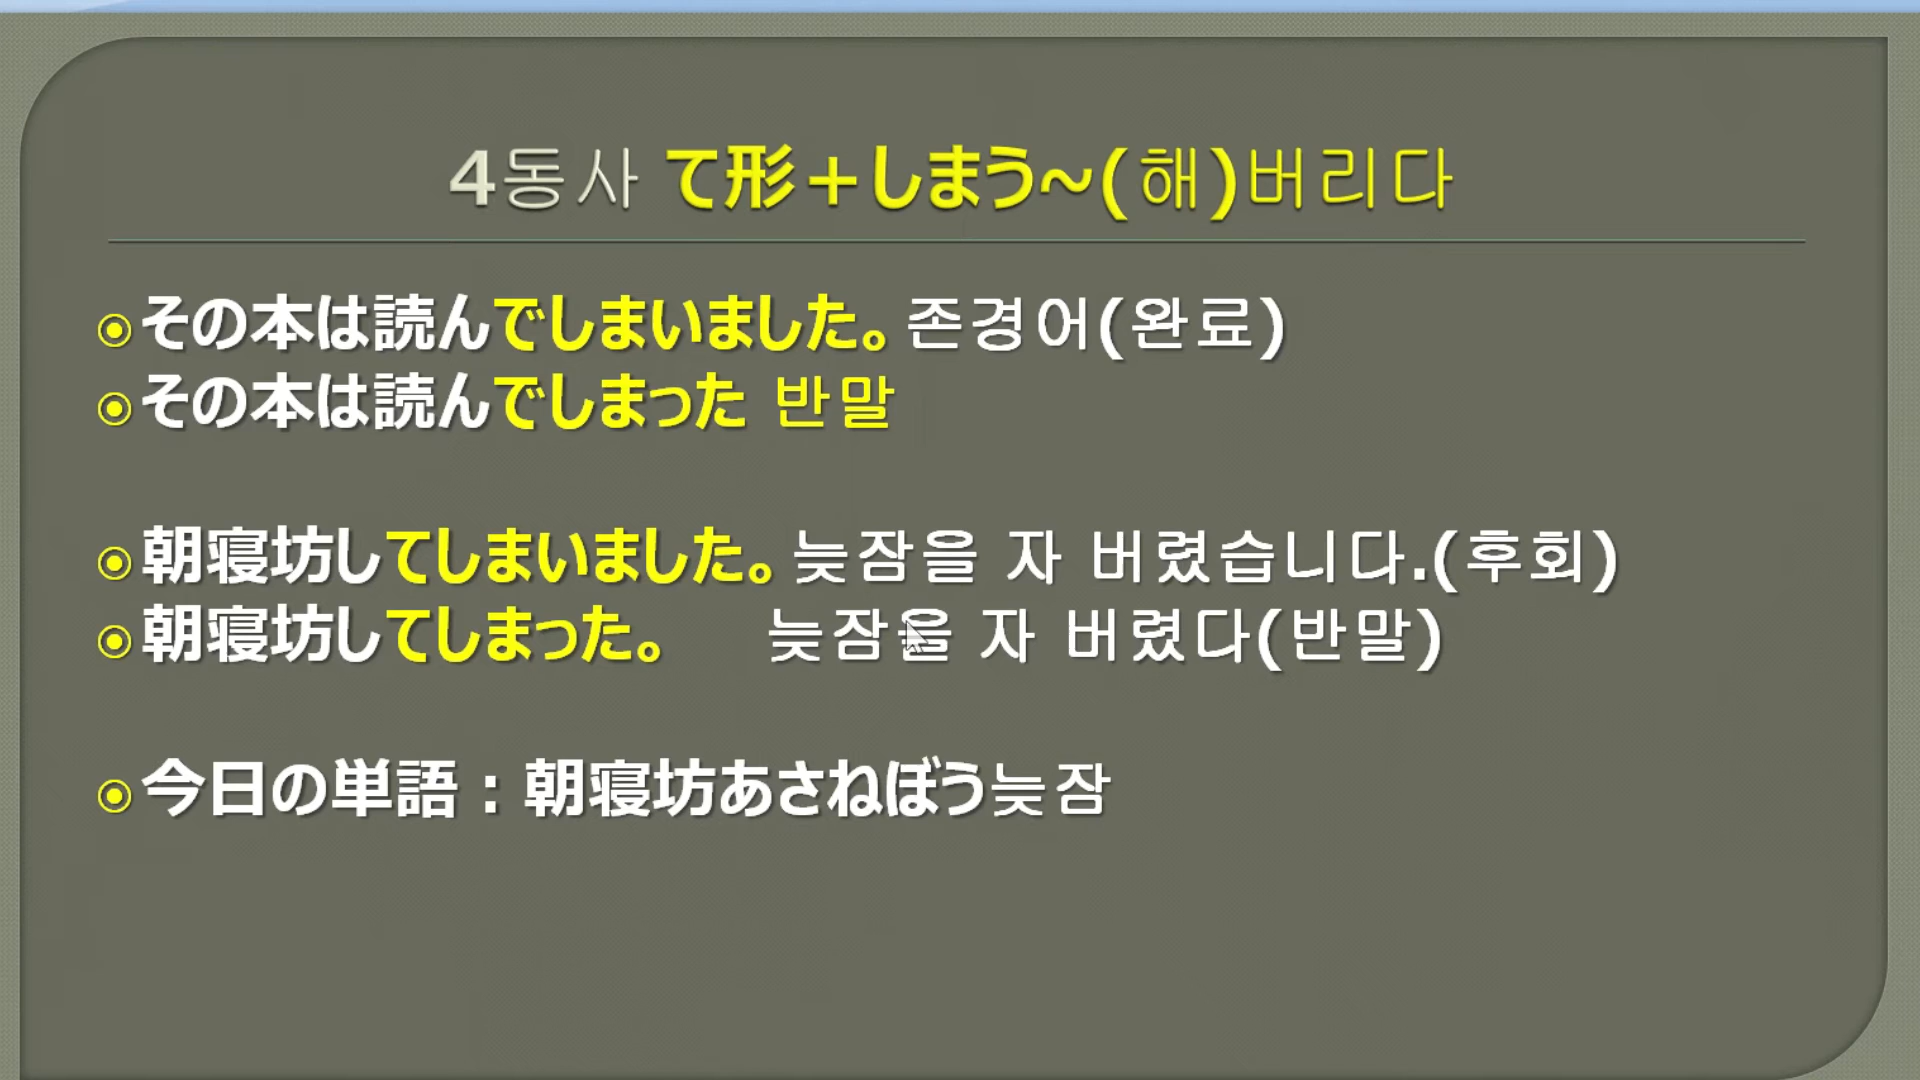 4동사 て形＋しまう~(해)버리다
その本は読んでしまいました。존경어(완료)
その本は読んでしまった 반말
朝寝坊してしまいました。늦잠을 자 버렸습니다.(후회)
朝寝坊してしまった。 늦잠을 자 버렸다(반말)
今日の単語：朝寝坊あさねぼう늦잠